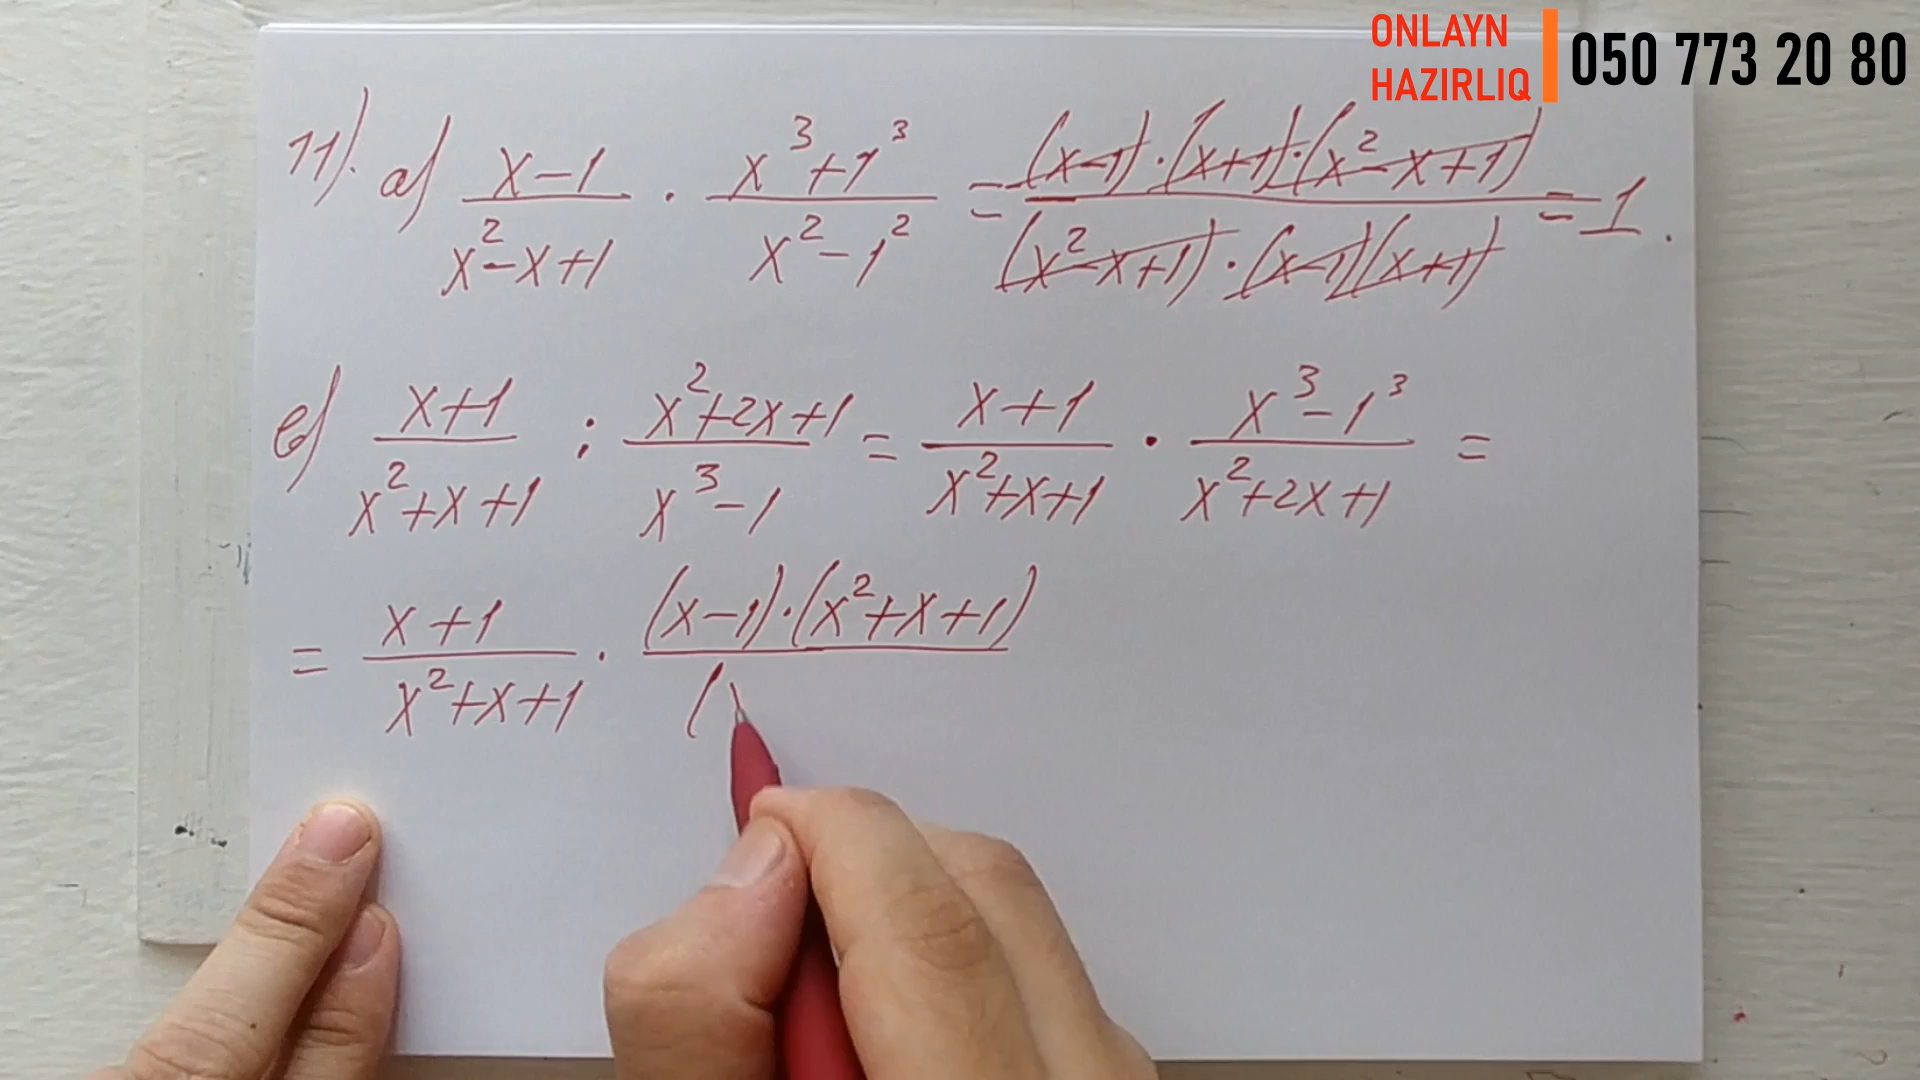 ONLAYN
HAZIRLIQ
050 773 20 80
11). a) (x-1)/(x²-x+1) · (x³+1³)/(x²-1²) = ((x-1)·(x+1)·(x²-x+1))/((x²-x+1)·(x-1)(x+1)) = 1.
e) (x+1)/(x²+x+1) : (x²+2x+1)/(x³-1) = (x+1)/(x²+x+1) · (x³-1³)/(x²+2x+1) =
= (x+1)/(x²+x+1) · ((x-1)·(x²+x+1))/(